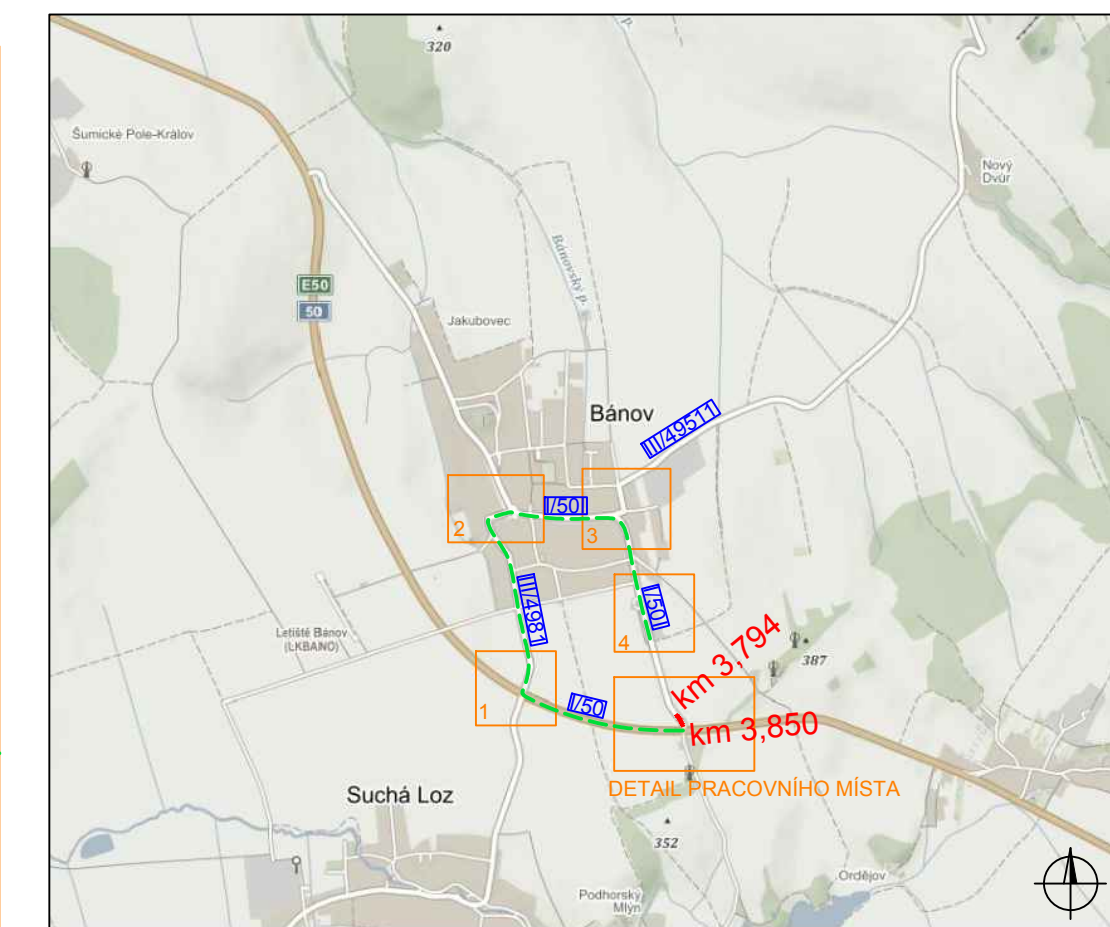 p.
320
Šumické Pole-Králov
Nový
Dvůr
Bánovský p.
E50
50
Jakubovec
Bánov
III/49511
2
I/50I
3
III/4981
I/50I
4
Letiště Bánov
(LKBANO)
km 3,794
387
1
I/50
km 3,850
DETAIL PRACOVNÍHO MÍSTA
Suchá Loz
352
Ordějov
Podhorský
Mlýn